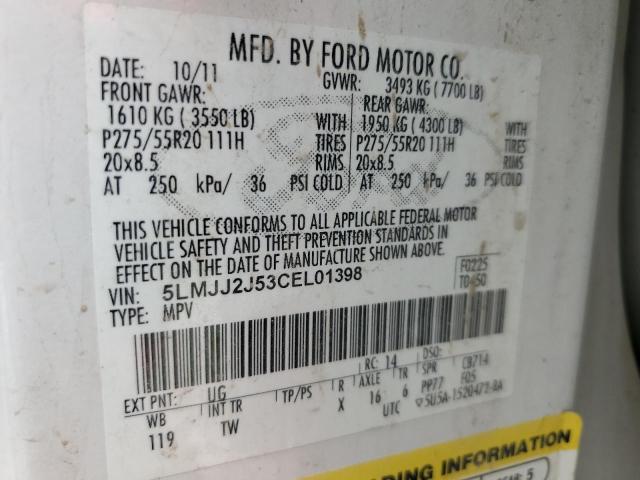 MFD. BY FORD MOTOR CO.
DATE: 10/11 GVWR: 3493 KG (7700 LB)
FRONT GAWR: REAR GAWR:
1610 KG (3550 LB) WITH 1950 KG (4300 LB) WITH
P275/55R20 111H TIRES P275/55R20 111H TIRES
20x8.5 RIMS 20x8.5 RIMS
AT 250 kPa/ 36 PSI COLD AT 250 kPa/ 36 PSI COLD
THIS VEHICLE CONFORMS TO ALL APPLICABLE FEDERAL MOTOR
VEHICLE SAFETY AND THEFT PREVENTION STANDARDS IN
EFFECT ON THE DATE OF MANUFACTURE SHOWN ABOVE.
VIN: 5LMJJ2J53CEL01398 F0225
TYPE: MPV T0450
RC: 14 DSO:
EXT PNT: UG TP/PS R AXLE TR SPR CB714
WB INT TR X 16 6 PP77 FOS
119 TW UTC ▽5U5A-1520472-BA
ING INFORMATION
5